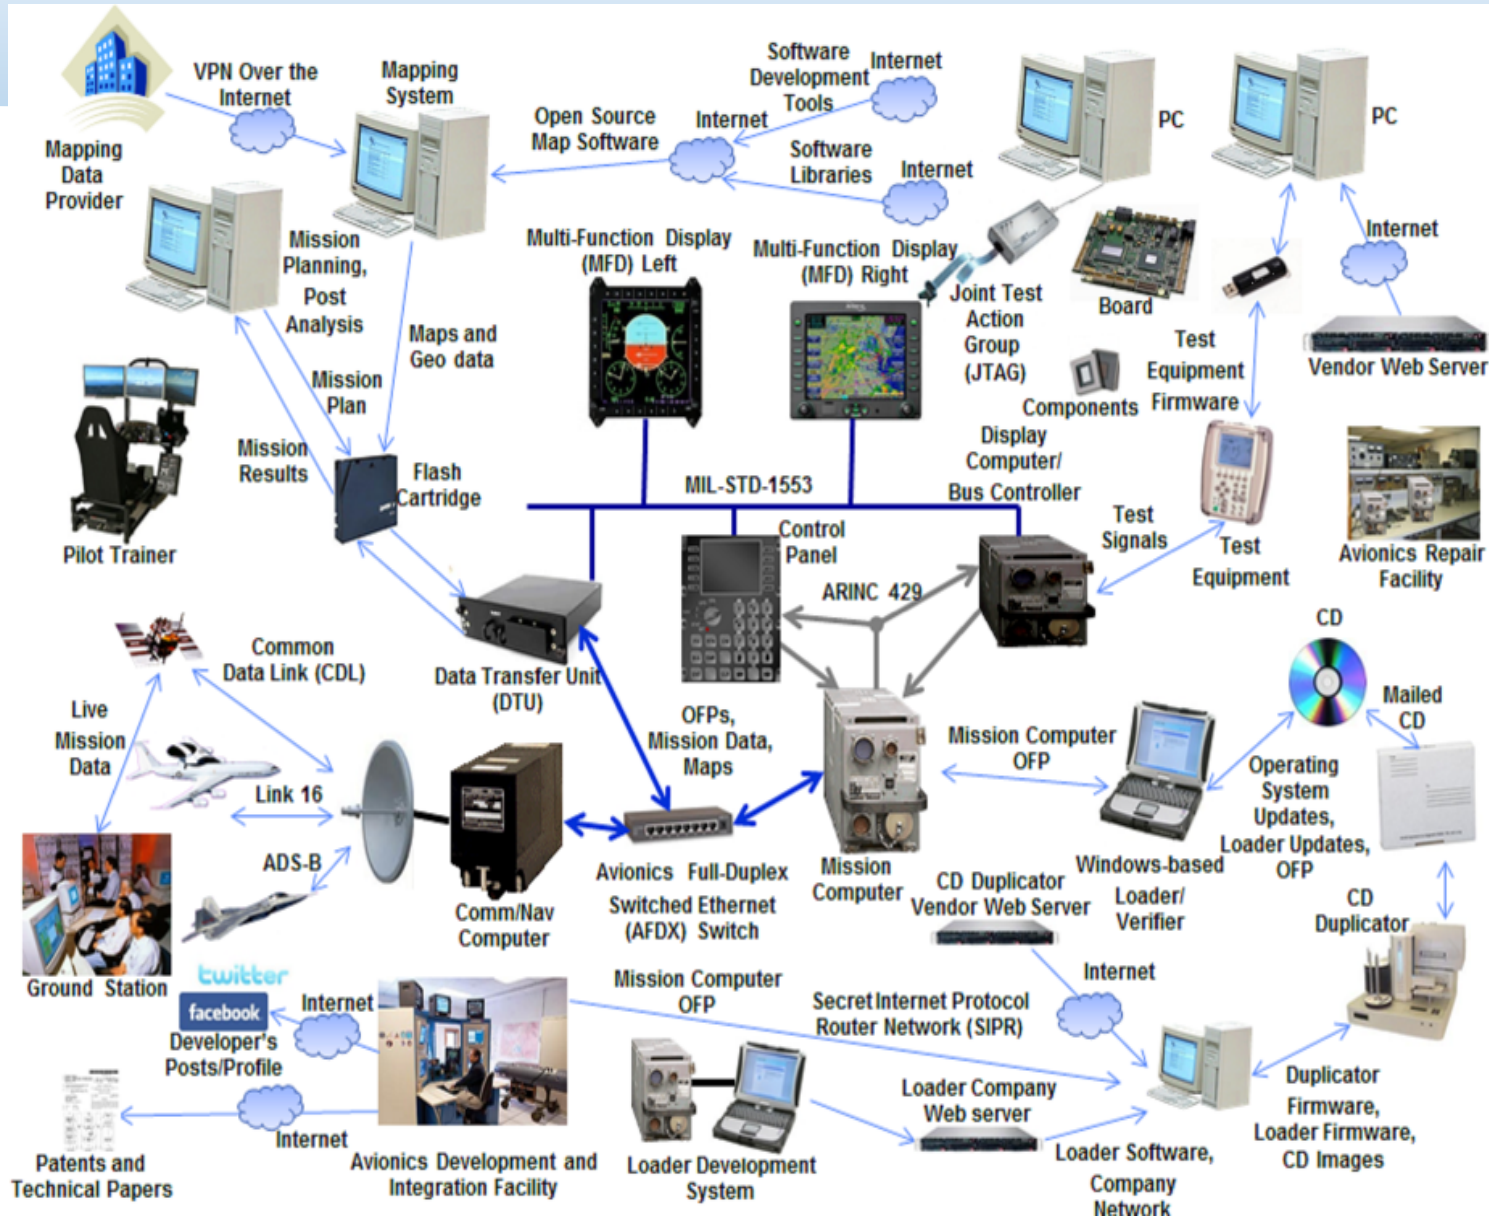 VPN Over the
Internet
Mapping
System
Mapping
Data
Provider
Open Source
Map Software
Internet
Software
Development
Tools
Internet
Software
Libraries
Internet
PC
PC
Internet
Vendor Web Server
Mission
Planning,
Post
Analysis
Maps and
Geo data
Mission
Plan
Mission
Results
Flash
Cartridge
Pilot Trainer
Multi-Function Display
(MFD) Left
Multi-Function Display
(MFD) Right
Joint Test
Action
Group
(JTAG)
Board
Components
Test
Equipment
Firmware
Display
Computer/
Bus Controller
MIL-STD-1553
Control
Panel
ARINC 429
Test
Signals
Test
Equipment
Avionics Repair
Facility
Common
Data Link (CDL)
Data Transfer Unit
(DTU)
Live
Mission
Data
Link 16
ADS-B
Ground Station
Comm/Nav
Computer
OFPs,
Mission Data,
Maps
Avionics Full-Duplex
Switched Ethernet
(AFDX) Switch
Mission
Computer
Mission Computer
OFP
Windows-based
Loader/
Verifier
CD
Mailed
CD
Operating
System
Updates,
Loader Updates,
OFP
CD Duplicator
Vendor Web Server
CD
Duplicator
Internet
twitter
facebook
Developer's
Posts/Profile
Internet
Internet
Patents and
Technical Papers
Avionics Development and
Integration Facility
Mission Computer
OFP
Secret Internet Protocol
Router Network (SIPR)
Loader Development
System
Loader Company
Web server
Loader Software,
Company
Network
Duplicator
Firmware,
Loader Firmware,
CD Images